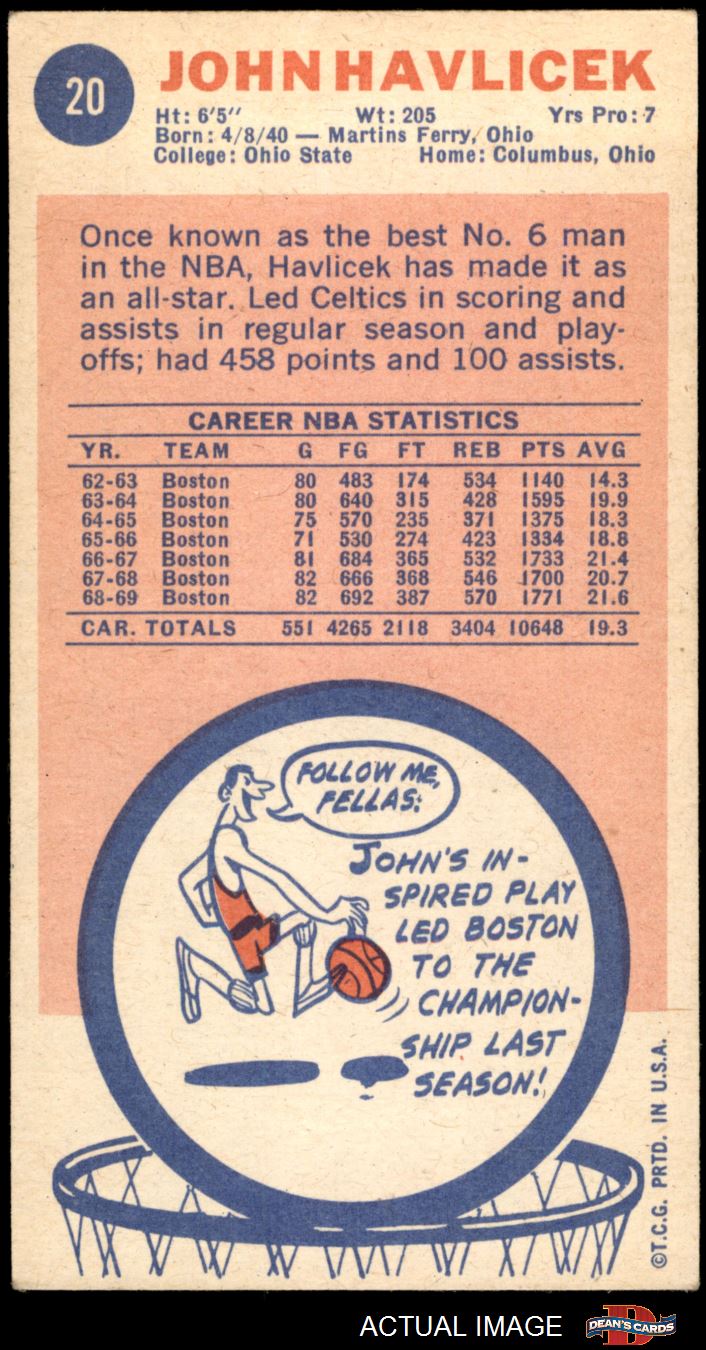 20
JOHN HAVLICEK
Ht: 6'5" Wt: 205 Yrs Pro: 7
Born: 4/8/40 — Martins Ferry, Ohio
College: Ohio State Home: Columbus, Ohio
Once known as the best No. 6 man
in the NBA, Havlicek has made it as
an all-star. Led Celtics in scoring and
assists in regular season and play-
offs; had 458 points and 100 assists.
CAREER NBA STATISTICS
YR. TEAM G FG FT REB PTS AVG
62-63 Boston 80 483 174 534 1140 14.3
63-64 Boston 80 640 315 428 1595 19.9
64-65 Boston 75 570 235 371 1375 18.3
65-66 Boston 71 530 274 423 1334 18.8
66-67 Boston 81 684 365 532 1733 21.4
67-68 Boston 82 666 368 546 1700 20.7
68-69 Boston 82 692 387 570 1771 21.6
CAR. TOTALS 551 4265 2118 3404 10648 19.3
FOLLOW ME,
FELLAS:
JOHN'S IN-
SPIRED PLAY
LED BOSTON
TO THE
CHAMPION-
SHIP LAST
SEASON!
©T.C.G. PRTD. IN U.S.A.
ACTUAL IMAGE
D
DEAN'S CARDS